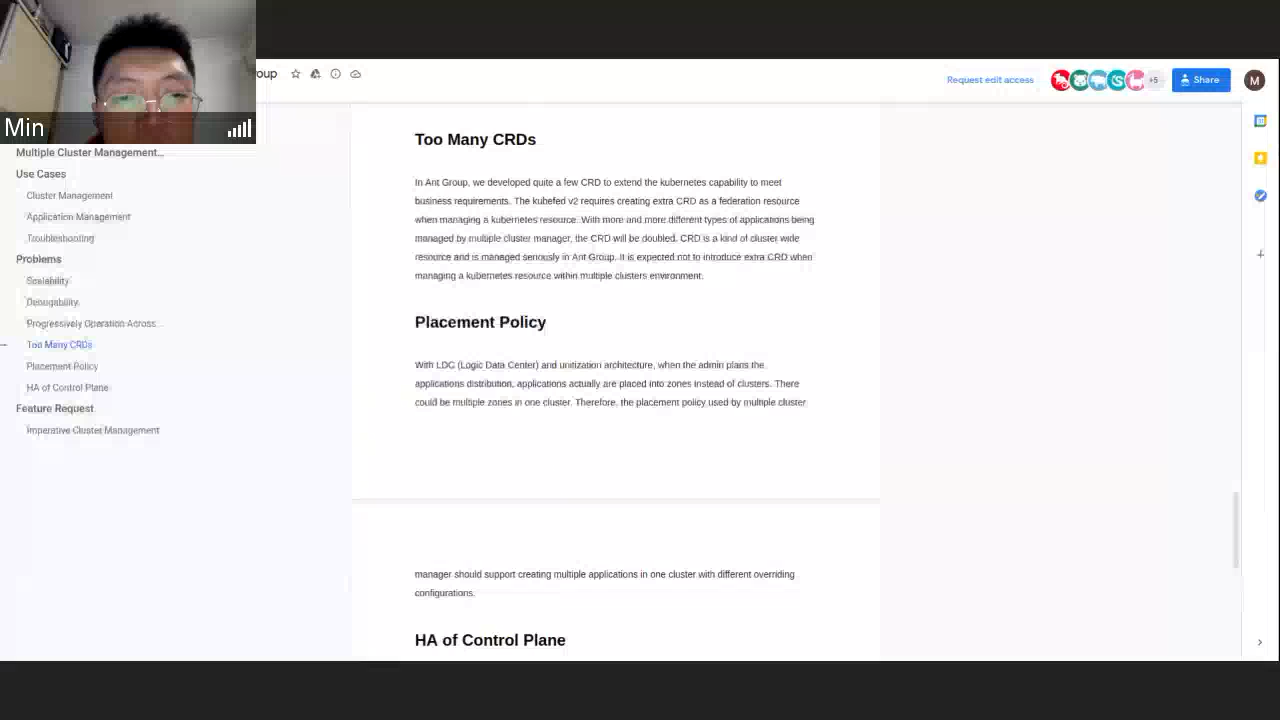 oup
Request edit access
+5
Share
M
Min
Multiple Cluster Management...
Use Cases
Cluster Management
Application Management
Troubleshooting
Problems
Scalability
Debugability
Progressively Operation Across...
Too Many CRDs
Placement Policy
HA of Control Plane
Feature Request
Imperative Cluster Management
Too Many CRDs
In Ant Group, we developed quite a few CRD to extend the kubernetes capability to meet
business requirements. The kubefed v2 requires creating extra CRD as a federation resource
when managing a kubernetes resource. With more and more different types of applications being
managed by multiple cluster manager, the CRD will be doubled. CRD is a kind of cluster wide
resource and is managed seriously in Ant Group. It is expected not to introduce extra CRD when
managing a kubernetes resource within multiple clusters environment.
Placement Policy
With LDC (Logic Data Center) and unitization architecture, when the admin plans the
applications distribution, applications actually are placed into zones instead of clusters. There
could be multiple zones in one cluster. Therefore, the placement policy used by multiple cluster
manager should support creating multiple applications in one cluster with different overriding
configurations.
HA of Control Plane